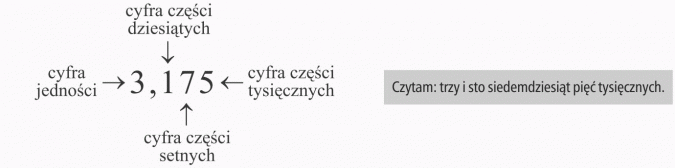 cyfra części
dziesiątych
cyfra
jedności
3,175
cyfra części
tysięcznych
cyfra części
setnych
Czytam: trzy i sto siedemdziesiąt pięć tysięcznych.